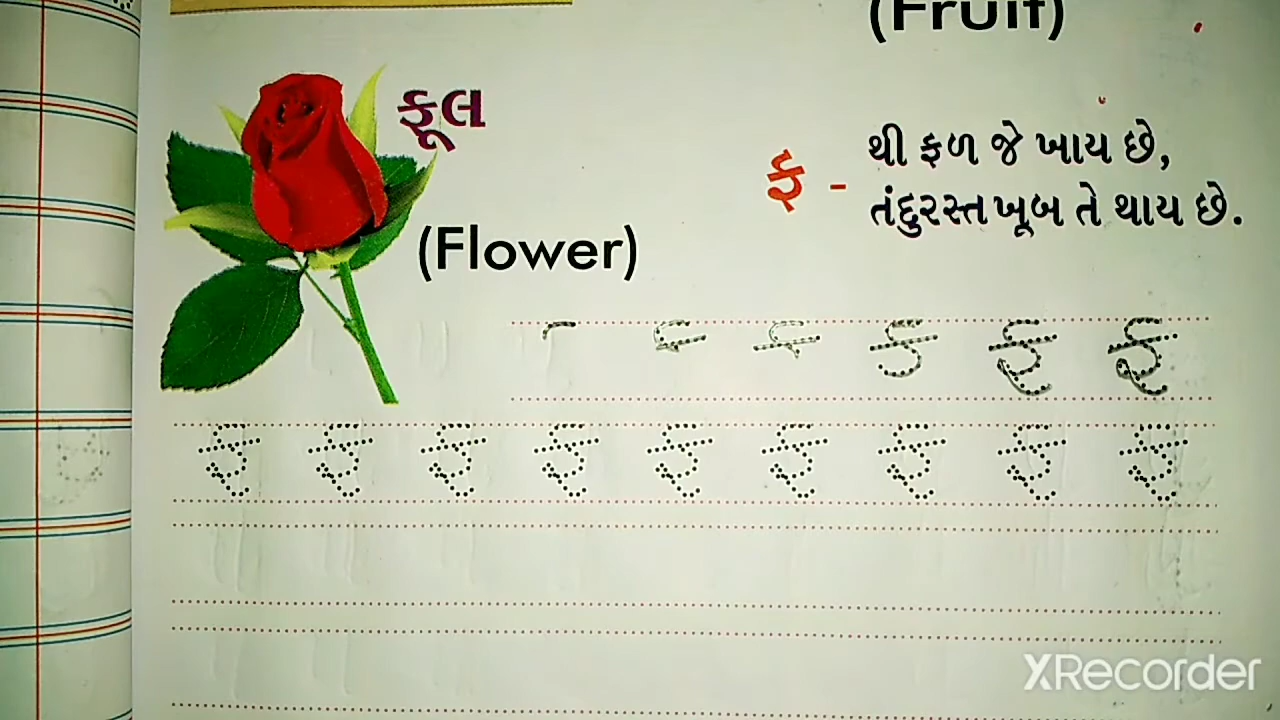 (Fruit)
ફૂલ
(Flower)
ફ - થી ફળ જે ખાય છે,
તંદુરસ્ત ખૂબ તે થાય છે.
ફ ફ
ફ ફ ફ ફ ફ ફ ફ ફ ફ
XRecorder